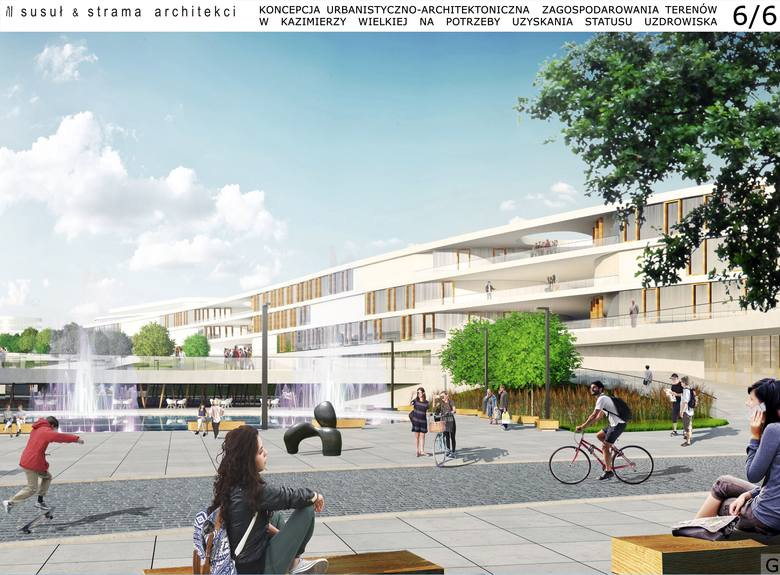 susuł & strama architekci
KONCEPCJA URBANISTYCZNO-ARCHITEKTONICZNA ZAGOSPODAROWANIA TERENÓW
W KAZIMIERZY WIELKIEJ NA POTRZEBY UZYSKANIA STATUSU UZDROWISKA
6/6
G